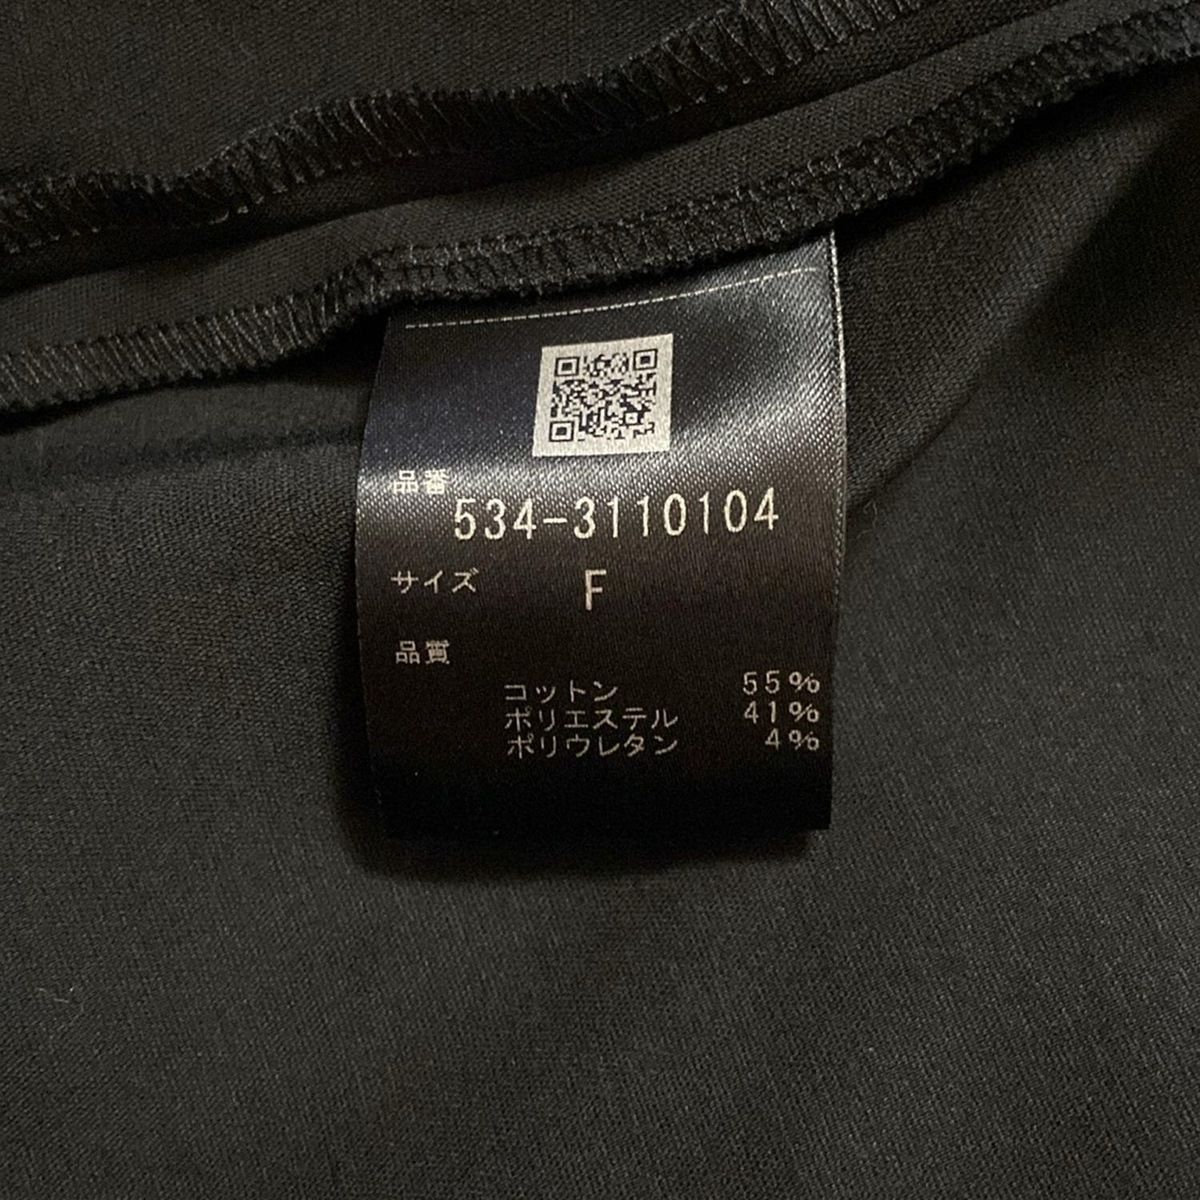 品番
534-3110104
サイズ F
品質
コットン 55%
ポリエステル 41%
ポリウレタン 4%